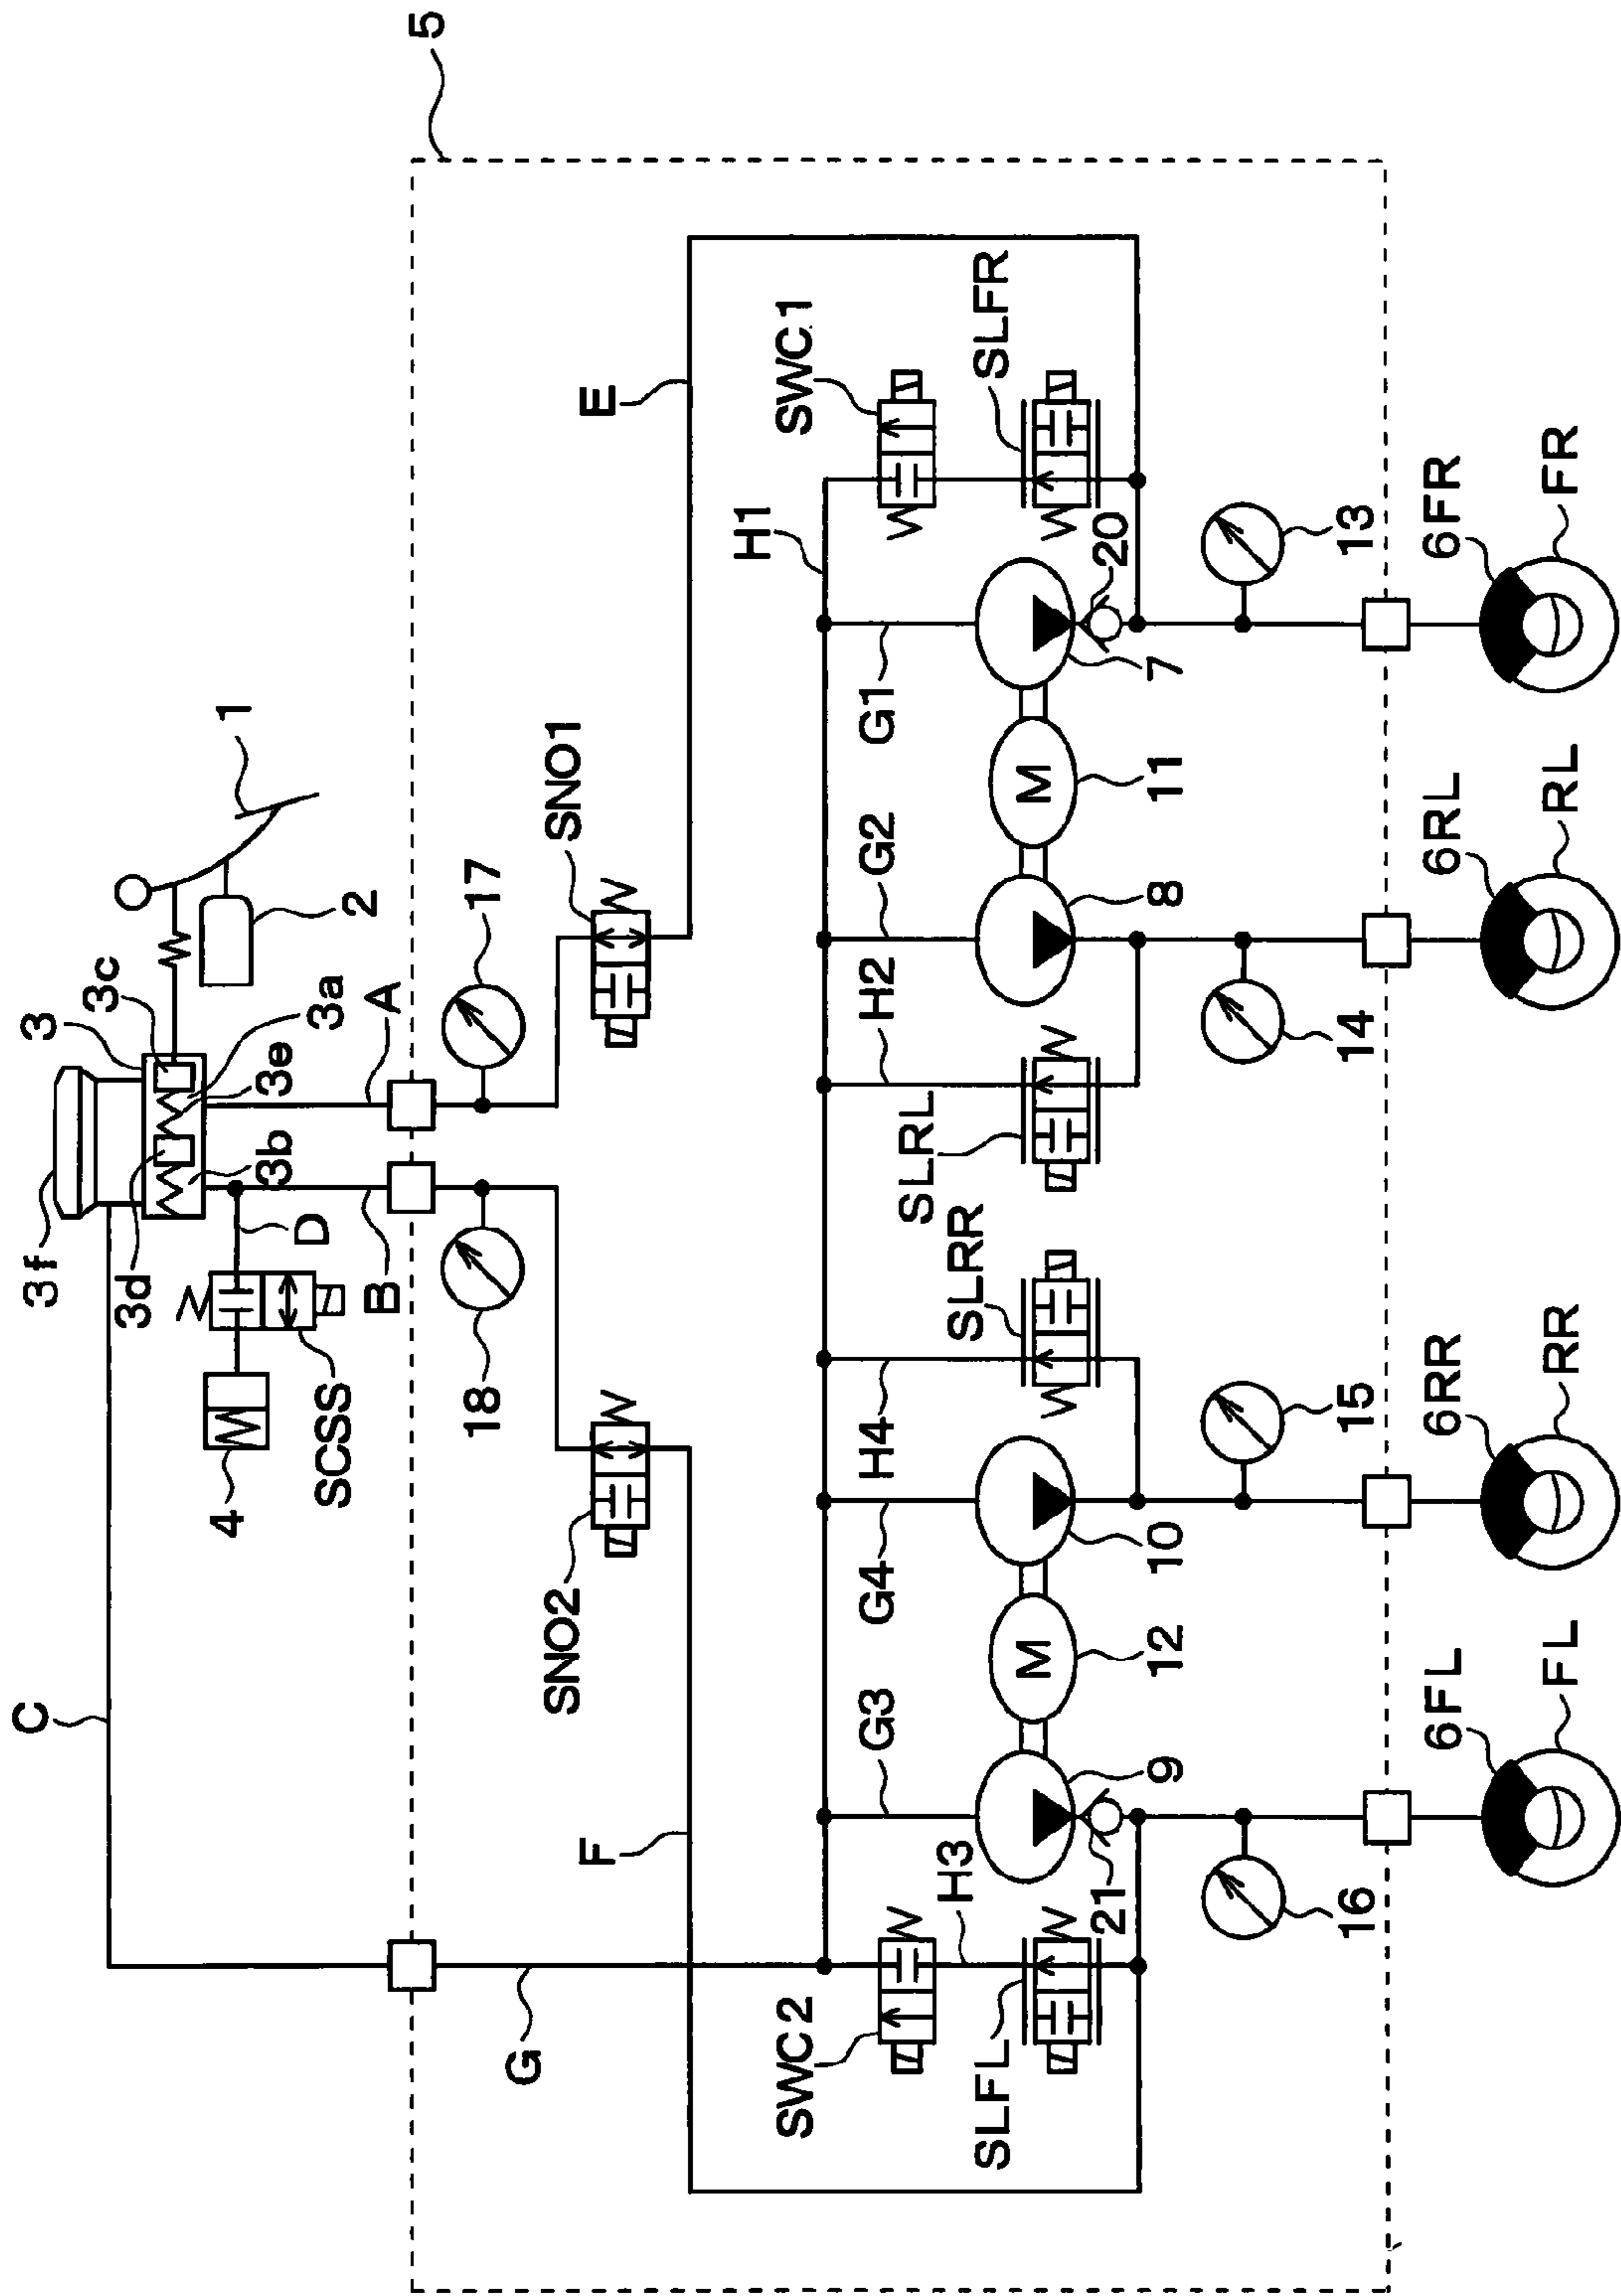 5
1
2
3
3c
3a
3e
3b
3f
3d
A
B
C
D
4
SCSS
17
18
SNO1
SNO2
E
F
G
SWC1
SLFR
H1
G1
G2
H2
SLRL
SLRR
H4
G4
G3
H3
SWC2
SLFL
20
7
M
11
8
10
M
12
9
21
13
14
15
16
6FR
FR
6RL
RL
6RR
RR
6FL
FL